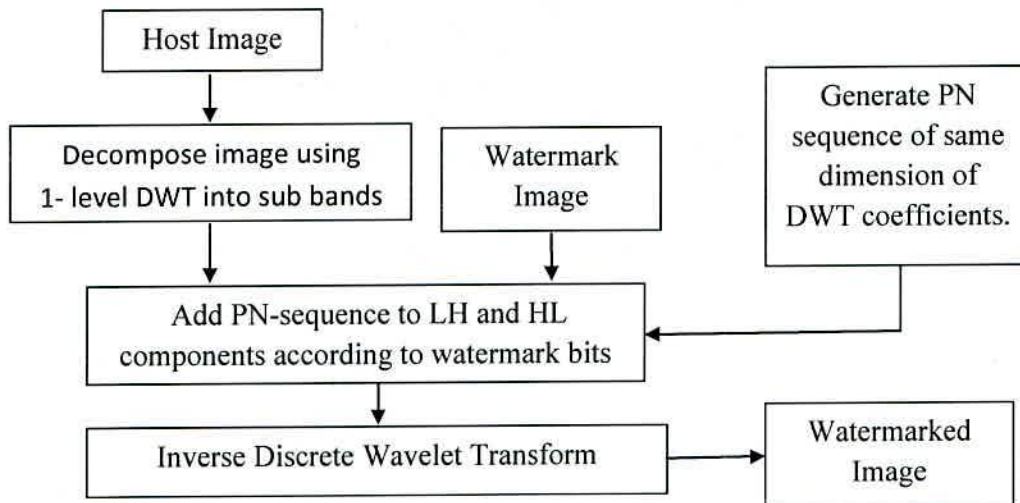 Host Image
Decompose image using
1- level DWT into sub bands
Watermark
Image
Generate PN
sequence of same
dimension of
DWT coefficients.
Add PN-sequence to LH and HL
components according to watermark bits
Inverse Discrete Wavelet Transform
Watermarked
Image